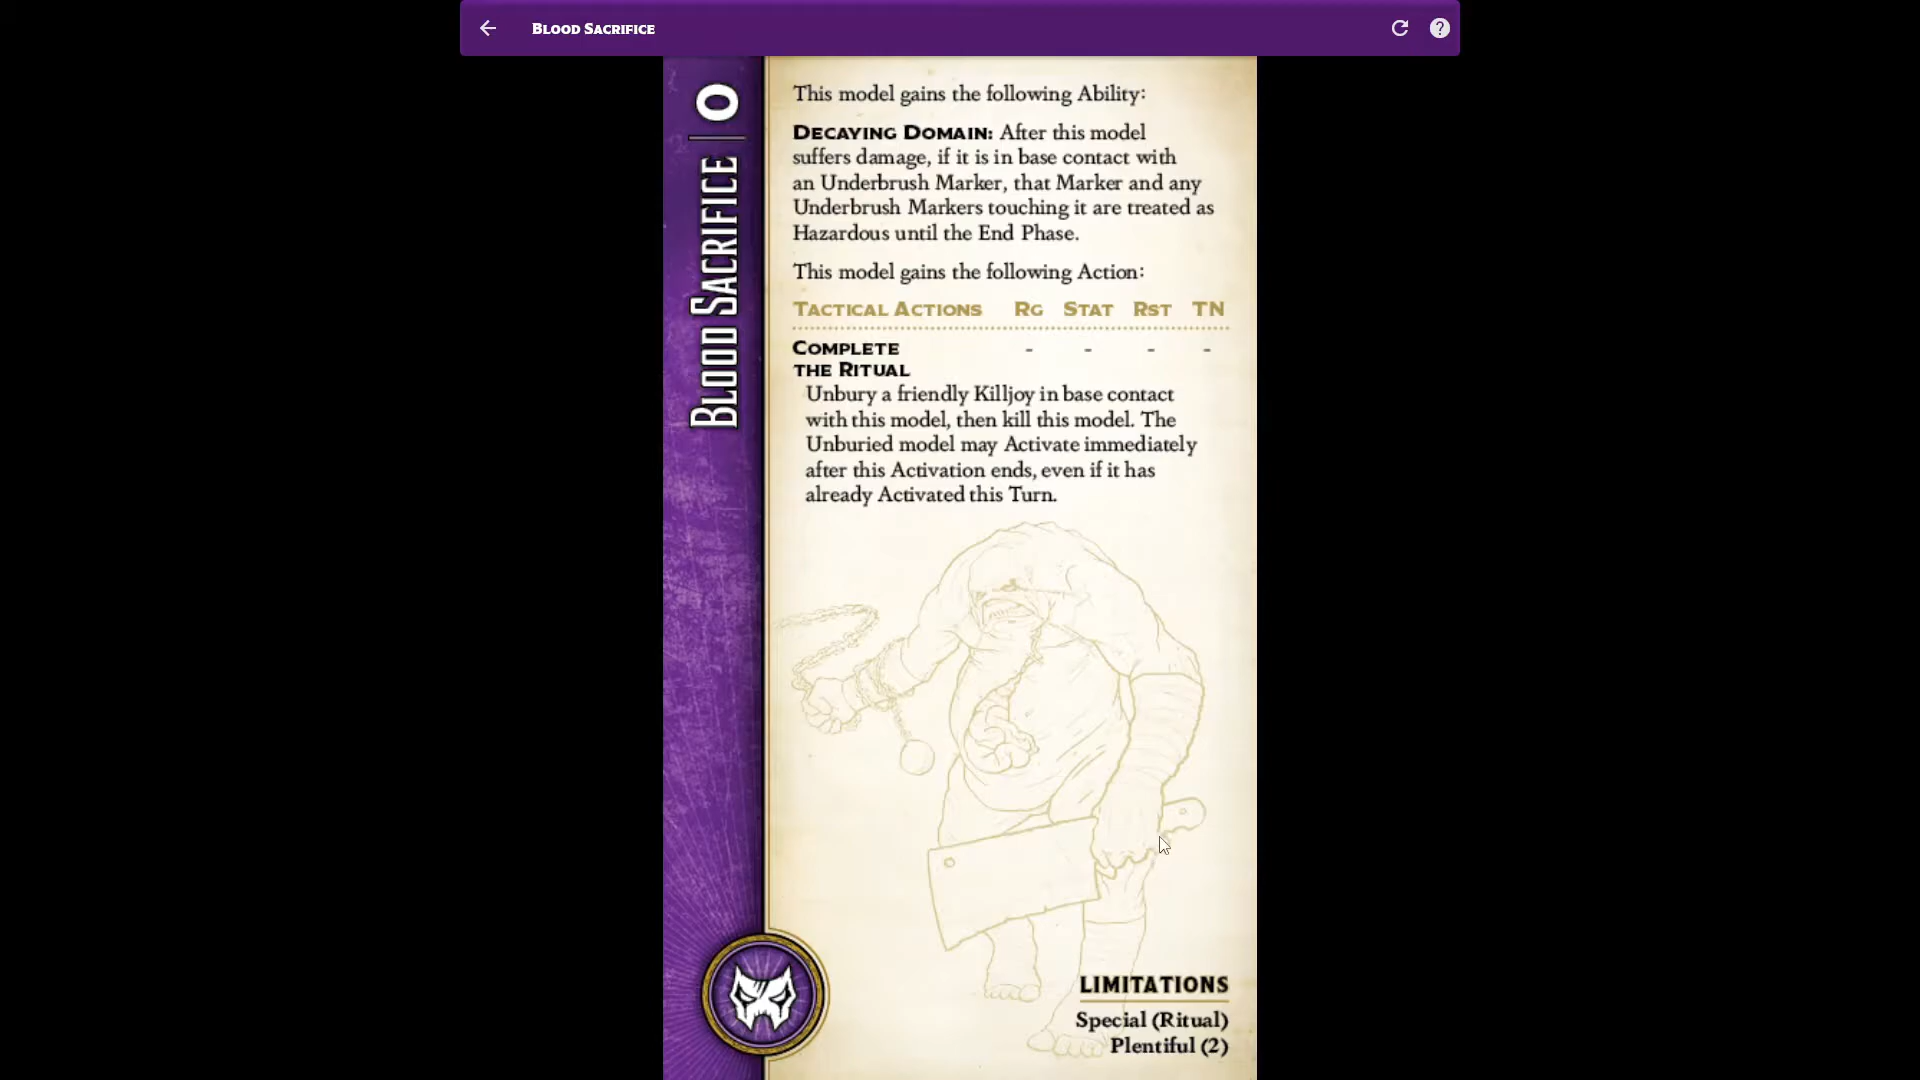 BLOOD SACRIFICE
?
BLOOD SACRIFICE | 0
This model gains the following Ability:
DECAYING DOMAIN: After this model
suffers damage, if it is in base contact with
an Underbrush Marker, that Marker and any
Underbrush Markers touching it are treated as
Hazardous until the End Phase.
This model gains the following Action:
TACTICAL ACTIONS RG STAT RST TN
COMPLETE - - - -
THE RITUAL
Unbury a friendly Killjoy in base contact
with this model, then kill this model. The
Unburied model may Activate immediately
after this Activation ends, even if it has
already Activated this Turn.
LIMITATIONS
Special (Ritual)
Plentiful (2)